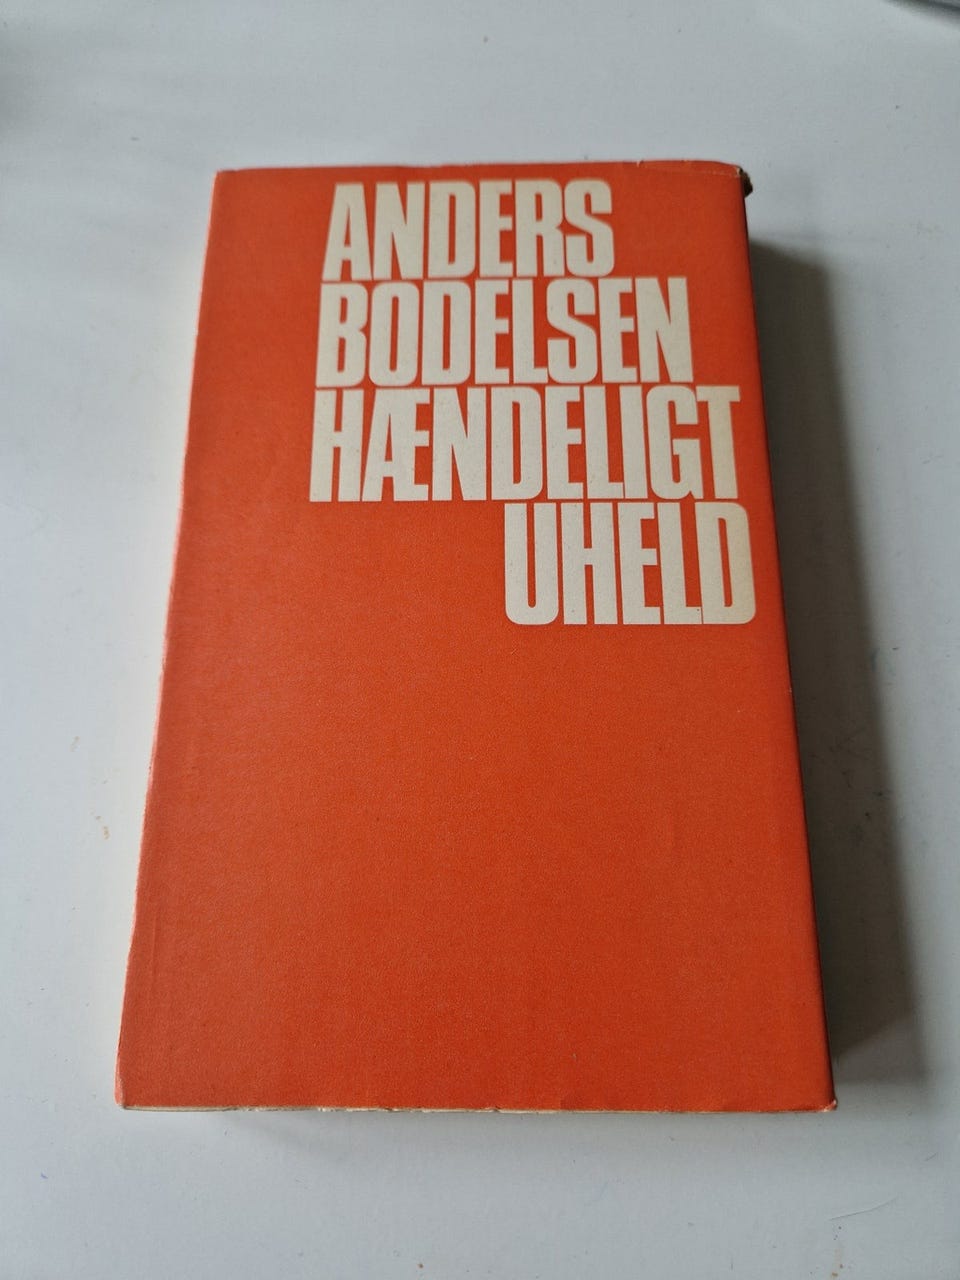 ANDERS
BODELSEN
HÆNDELIGT
UHELD